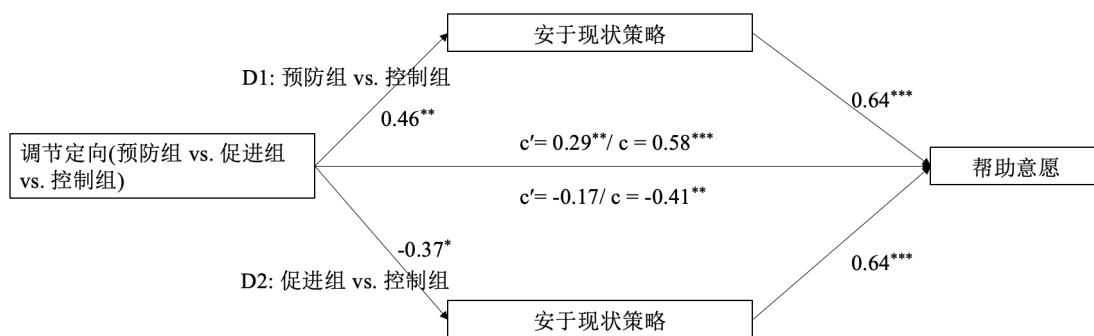 安于现状策略
D1: 预防组 vs. 控制组
0.46**
0.64***
调节定向(预防组 vs. 促进组
vs. 控制组)
c′= 0.29**/ c = 0.58***
帮助意愿
c′= -0.17/ c = -0.41**
-0.37*
0.64***
D2: 促进组 vs. 控制组
安于现状策略